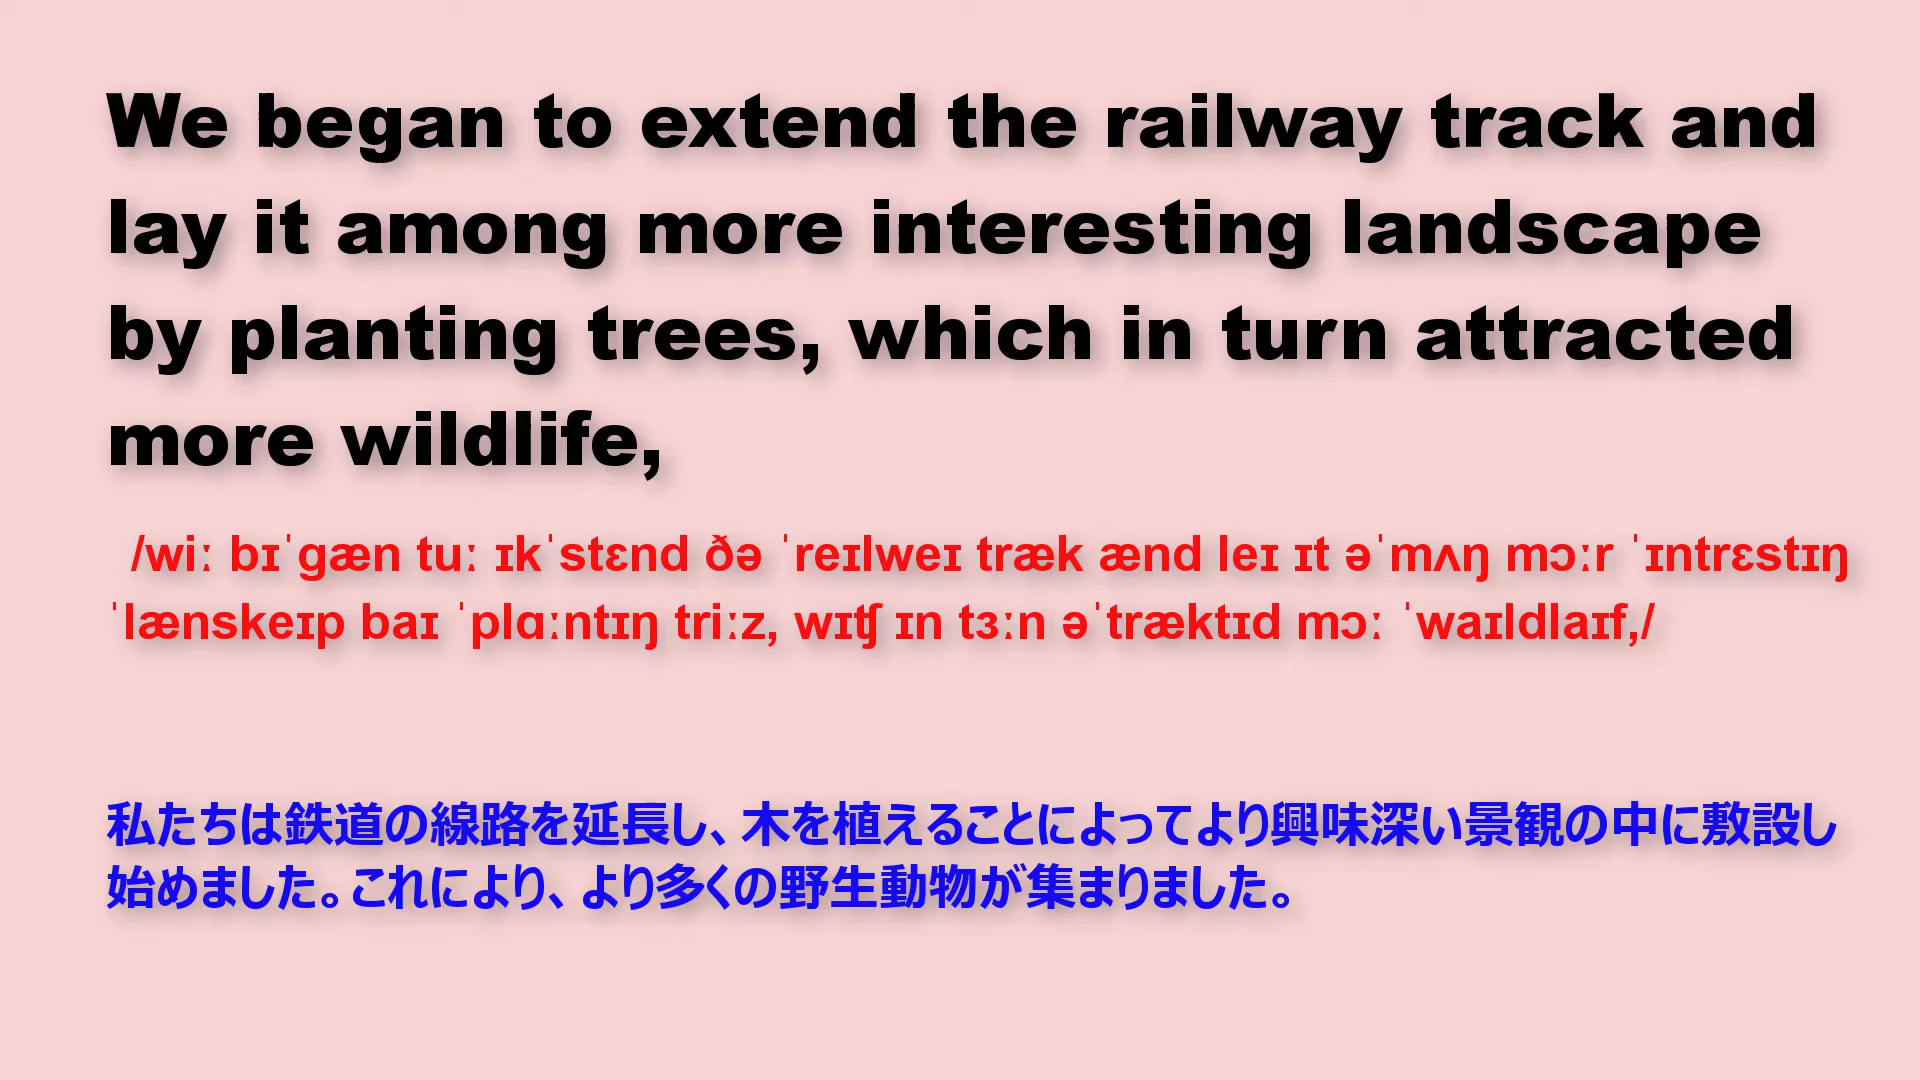 We began to extend the railway track and
lay it among more interesting landscape
by planting trees, which in turn attracted
more wildlife,
/wiː bɪˈgæn tuː ɪkˈstɛnd ðə ˈreɪlweɪ træk ænd leɪ ɪt əˈmʌŋ mɔːr ˈɪntrɛstɪŋ
ˈlænskeɪp baɪ ˈplɑːntɪŋ triːz, wɪʧ ɪn tɜːn əˈtræktɪd mɔː ˈwaɪldlaɪf,/
私たちは鉄道の線路を延長し、木を植えることによってより興味深い景観の中に敷設し
始めました。これにより、より多くの野生動物が集まりました。